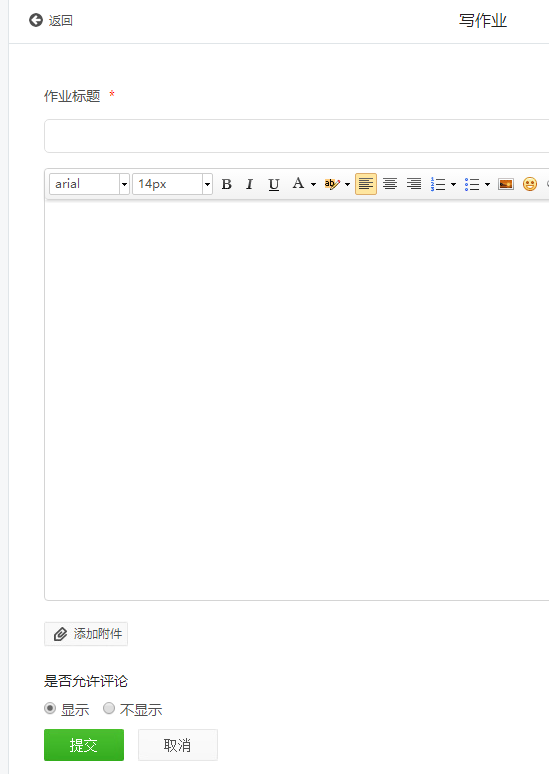 返回 写作业
作业标题 *
arial 14px B I U A ab
添加附件
是否允许评论
显示 不显示
提交 取消